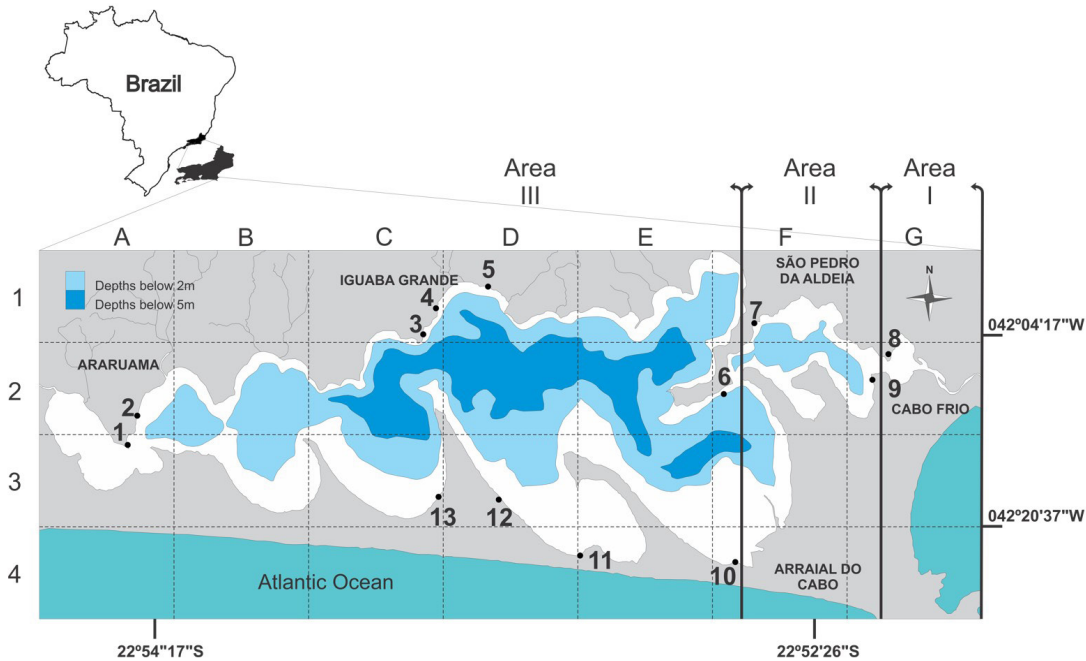 Brazil
Area
III
Area
II
Area
I
A
B
C
D
E
F
G
Depths below 2m
Depths below 5m
IGUABA GRANDE
SÃO PEDRO
DA ALDEIA
N
1
2
3
4
5
4
3
7
8
042°04'17"W
ARARUAMA
2
1
6
9
CABO FRIO
13
12
11
10
042°20'37"W
Atlantic Ocean
ARRAIAL DO
CABO
22°54'17"S
22°52'26"S